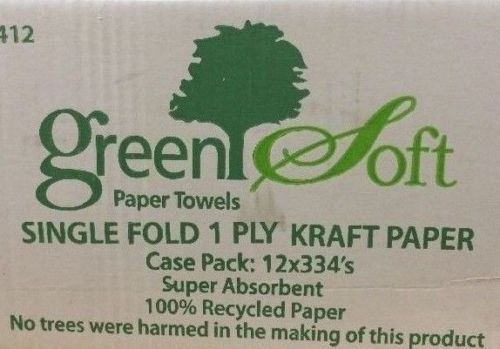 412
green Soft
Paper Towels
SINGLE FOLD 1 PLY KRAFT PAPER
Case Pack: 12x334's
Super Absorbent
100% Recycled Paper
No trees were harmed in the making of this product